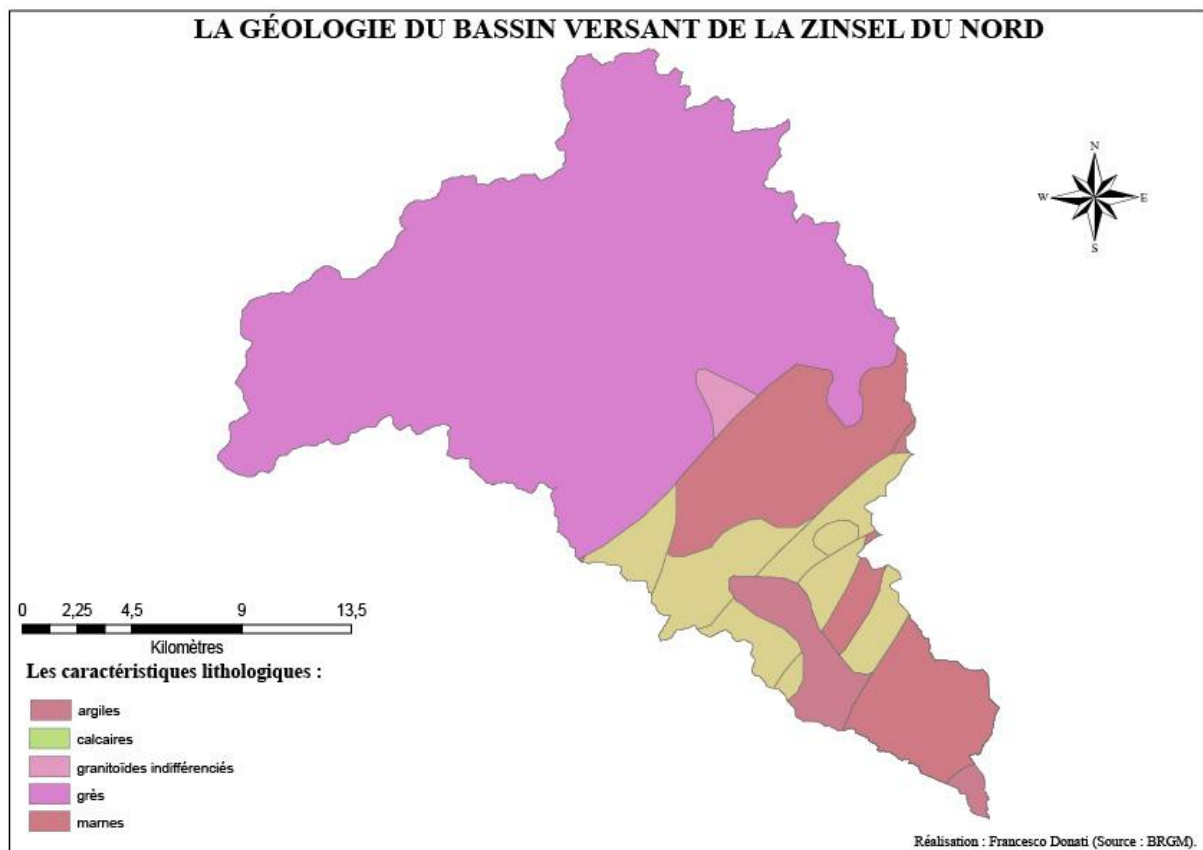 LA GÉOLOGIE DU BASSIN VERSANT DE LA ZINSEL DU NORD
N
W E
S
0 2,25 4,5 9 13,5
Kilomètres
Les caractéristiques lithologiques :
argiles
calcaires
granitoïdes indifférenciés
grès
marnes
Réalisation : Francesco Donati (Source : BRGM).